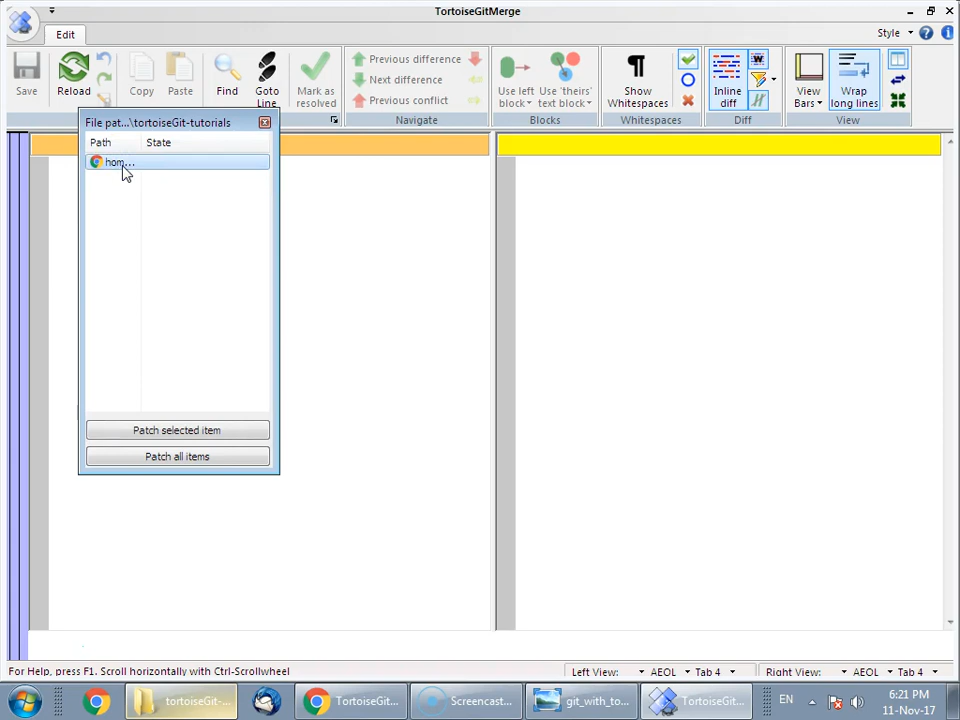 TortoiseGitMerge
Edit
Style
Save
Reload
Copy
Paste
Find
Goto Line
Mark as resolved
Previous difference
Next difference
Previous conflict
Navigate
Use left block
Use 'theirs' text block
Blocks
Show Whitespaces
Whitespaces
Inline diff
Diff
View Bars
Wrap long lines
View
File pat...\tortoiseGit-tutorials
Path State
hom...
Patch selected item
Patch all items
For Help, press F1. Scroll horizontally with Ctrl-Scrollwheel
Left View: AEOL Tab 4 Right View: AEOL Tab 4
tortoiseGit-... TortoiseGit... Screencast... git_with_to... TortoiseGit... EN
6:21 PM
11-Nov-17